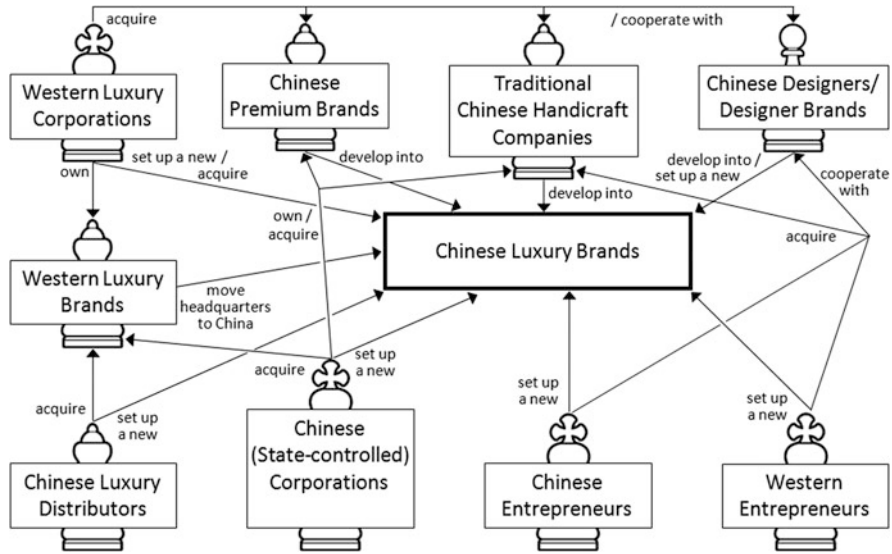 acquire
/ cooperate with
Western Luxury
Corporations
Chinese
Premium Brands
Traditional
Chinese Handicraft
Companies
Chinese Designers/
Designer Brands
own
set up a new /
acquire
develop into
develop into
develop into /
set up a new
cooperate
with
own /
acquire
acquire
Chinese Luxury Brands
Western Luxury
Brands
move
headquarters
to China
acquire
set up
a new
acquire
set up
a new
set up
a new
set up
a new
Chinese Luxury
Distributors
Chinese
(State-controlled)
Corporations
Chinese
Entrepreneurs
Western
Entrepreneurs